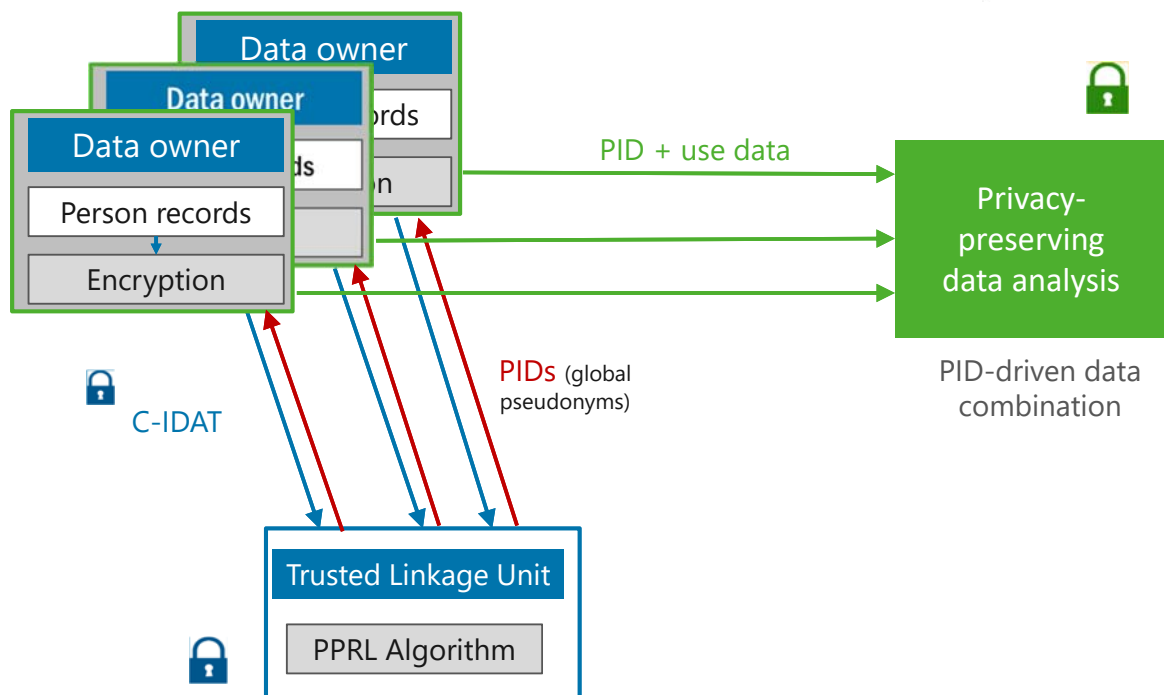 Data owner
ords
on
Data owner
ds
Data owner
Person records
Encryption
PID + use data
Privacy-
preserving
data analysis
PID-driven data
combination
C-IDAT
PIDs (global
pseudonyms)
Trusted Linkage Unit
PPRL Algorithm